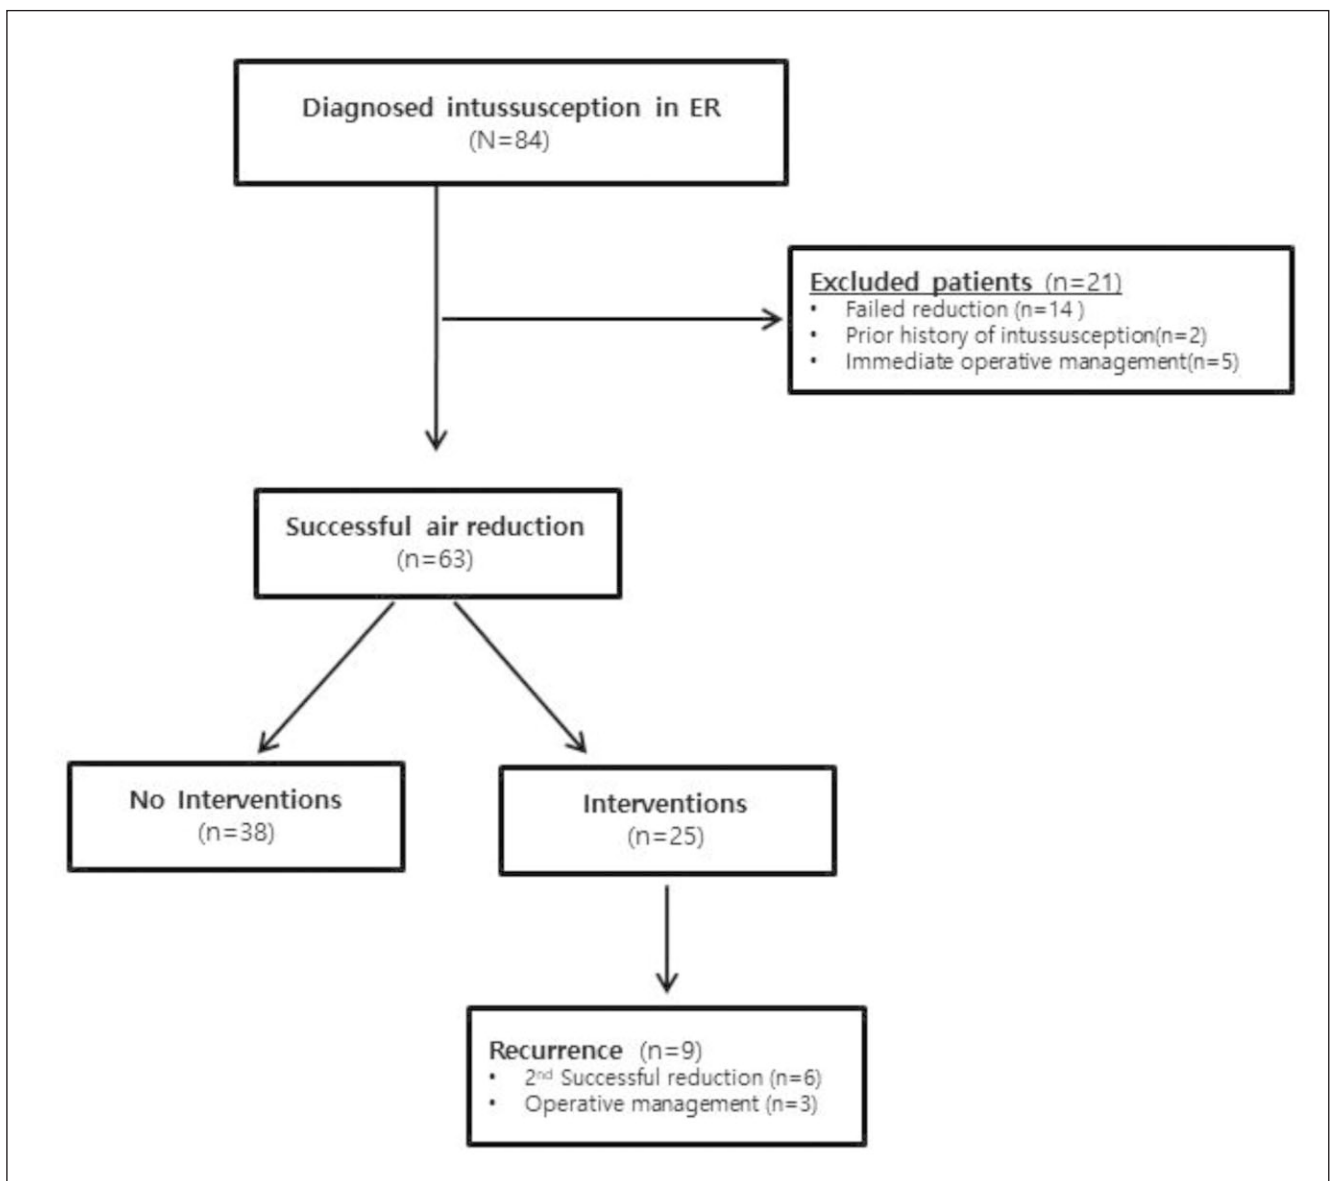 Diagnosed intussusception in ER
(N=84)
Excluded patients (n=21)
• Failed reduction (n=14 )
• Prior history of intussusception(n=2)
• Immediate operative management(n=5)
Successful air reduction
(n=63)
No Interventions
(n=38)
Interventions
(n=25)
Recurrence (n=9)
• 2nd Successful reduction (n=6)
• Operative management (n=3)